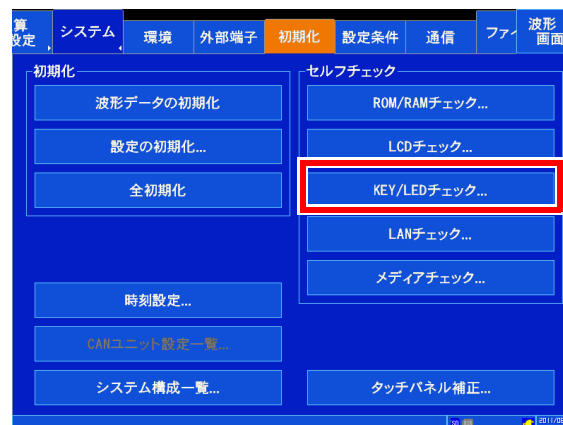 算
設定
システム
環境
外部端子
初期化
設定条件
通信
ファイ
波形
画面
初期化
波形データの初期化
設定の初期化...
全初期化
時刻設定...
CANユニット設定一覧...
システム構成一覧...
セルフチェック
ROM/RAMチェック...
LCDチェック...
KEY/LEDチェック...
LANチェック...
メディアチェック...
タッチパネル補正...
SD